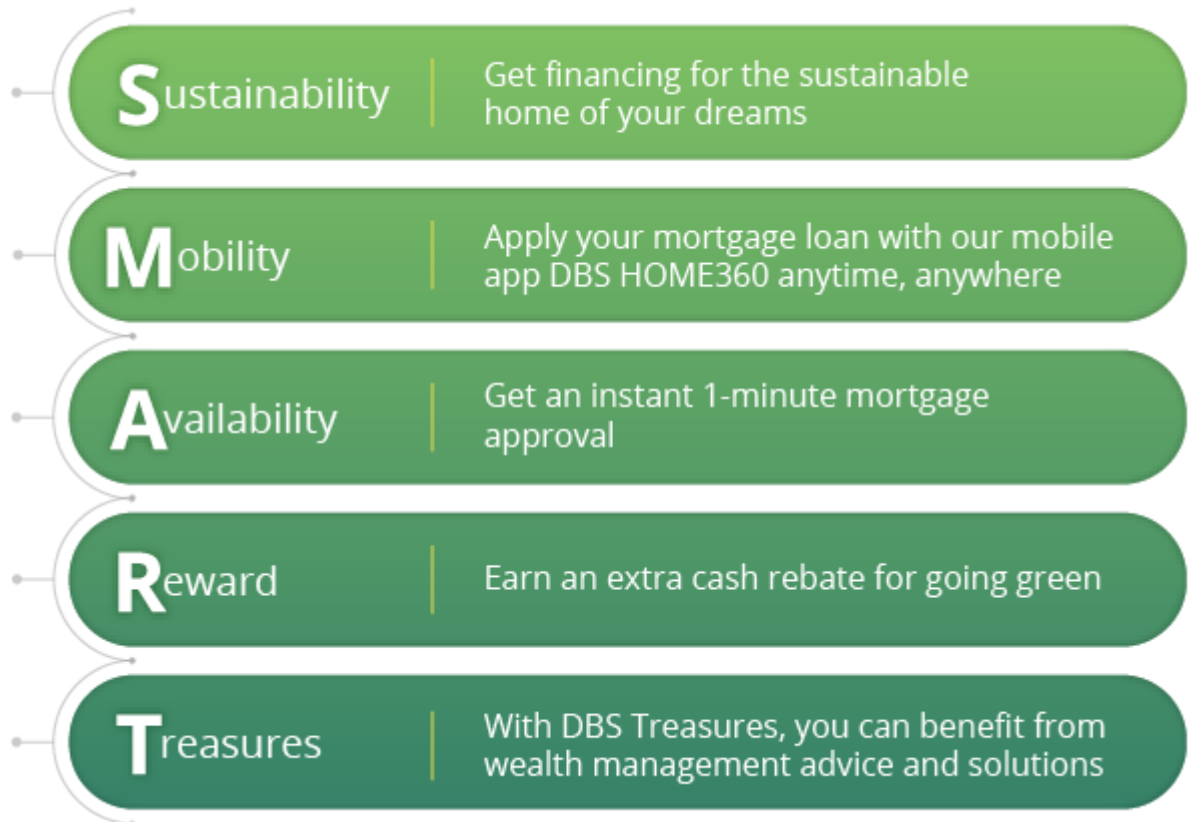 Sustainability
Get financing for the sustainable
home of your dreams
Mobility
Apply your mortgage loan with our mobile
app DBS HOME360 anytime, anywhere
Availability
Get an instant 1-minute mortgage
approval
Reward
Earn an extra cash rebate for going green
Treasures
With DBS Treasures, you can benefit from
wealth management advice and solutions